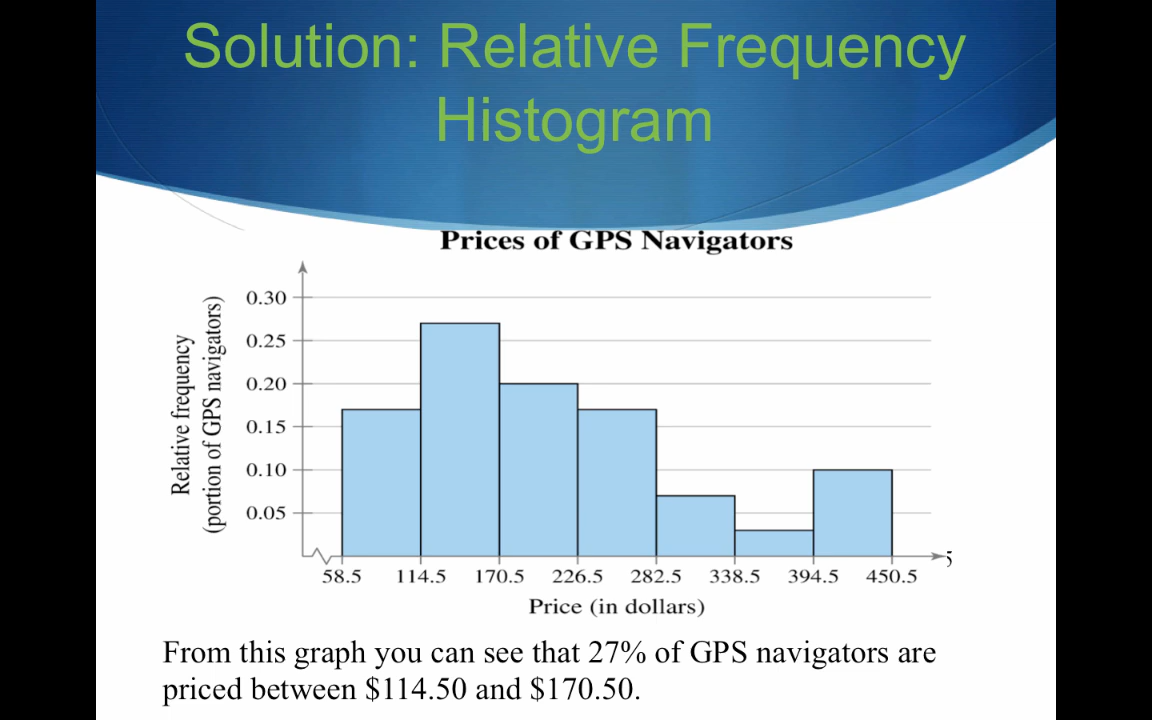 Solution: Relative Frequency
Histogram
Prices of GPS Navigators
Relative frequency
(portion of GPS navigators)
0.30
0.25
0.20
0.15
0.10
0.05
58.5 114.5 170.5 226.5 282.5 338.5 394.5 450.5
5
Price (in dollars)
From this graph you can see that 27% of GPS navigators are
priced between $114.50 and $170.50.